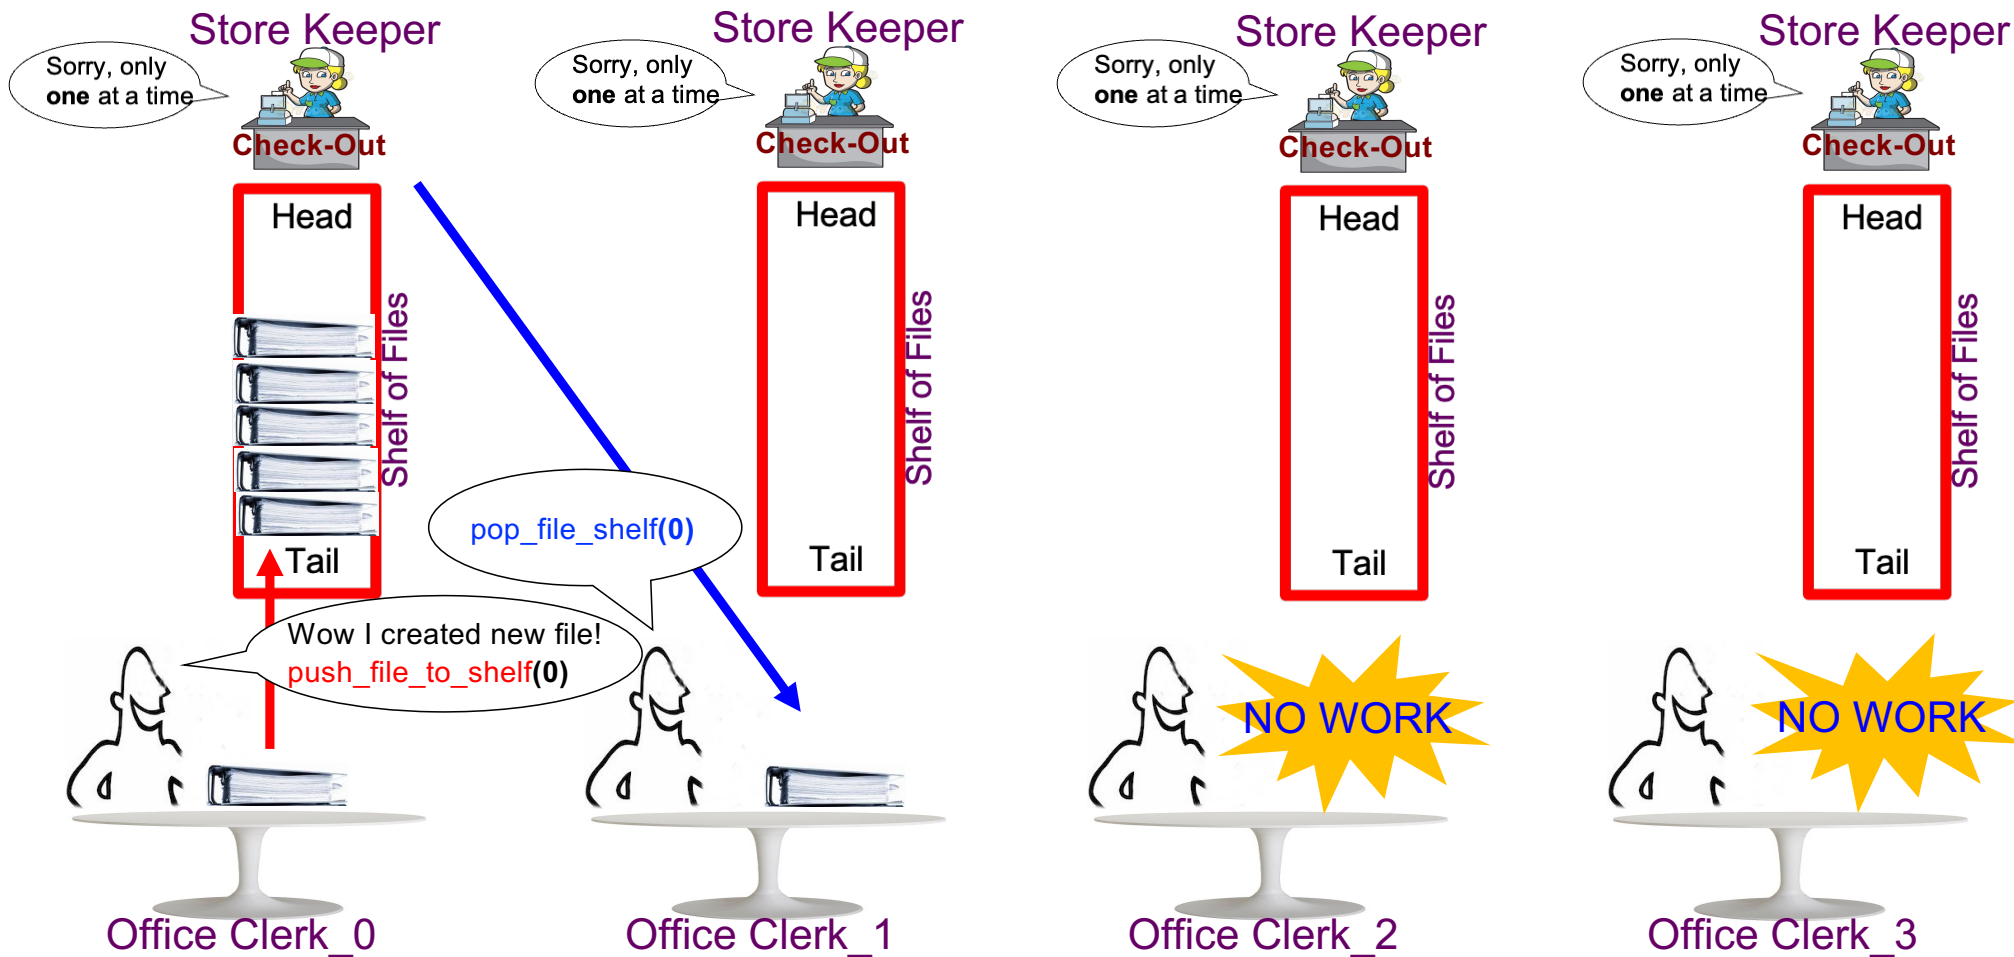 Store Keeper
Store Keeper
Store Keeper
Store Keeper
Sorry, only
one at a time
Sorry, only
one at a time
Sorry, only
one at a time
Sorry, only
one at a time
Check-Out
Check-Out
Check-Out
Check-Out
Head
Head
Head
Head
Shelf of Files
Shelf of Files
Shelf of Files
Shelf of Files
pop_file_shelf(0)
Tail
Tail
Tail
Tail
Wow I created new file!
push_file_to_shelf(0)
NO WORK
NO WORK
Office Clerk_0
Office Clerk_1
Office Clerk_2
Office Clerk_3